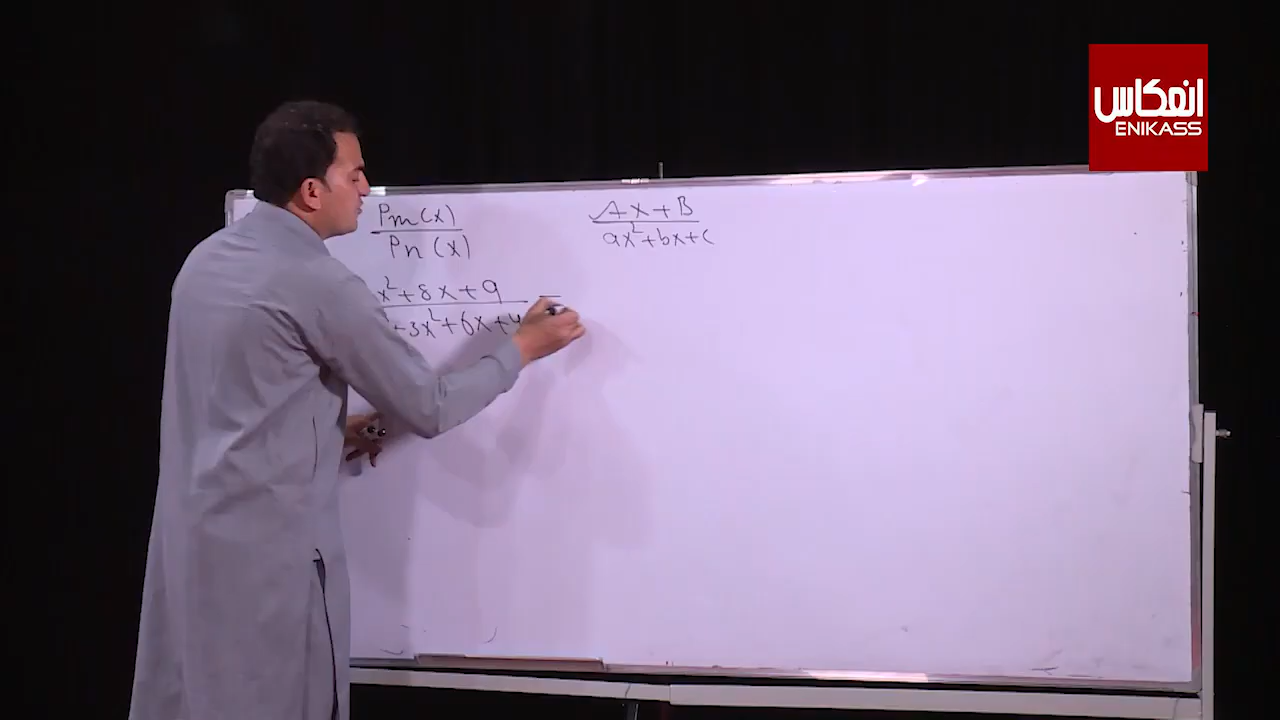 انعکاس
ENIKASS
Pm(x) / Pn(x)
Ax+B / ax²+bx+c
x²+8x+9 / +3x²+6x+4 =